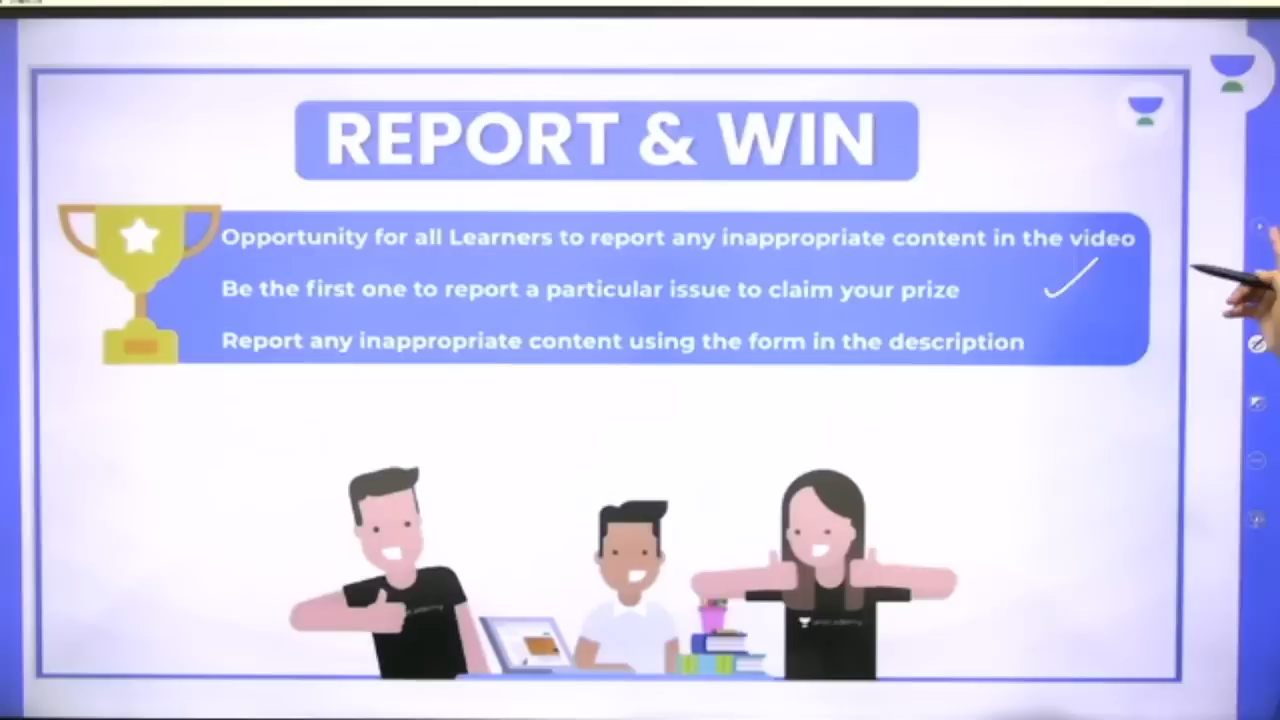 REPORT & WIN
Opportunity for all Learners to report any inappropriate content in the video
Be the first one to report a particular issue to claim your prize
Report any inappropriate content using the form in the description